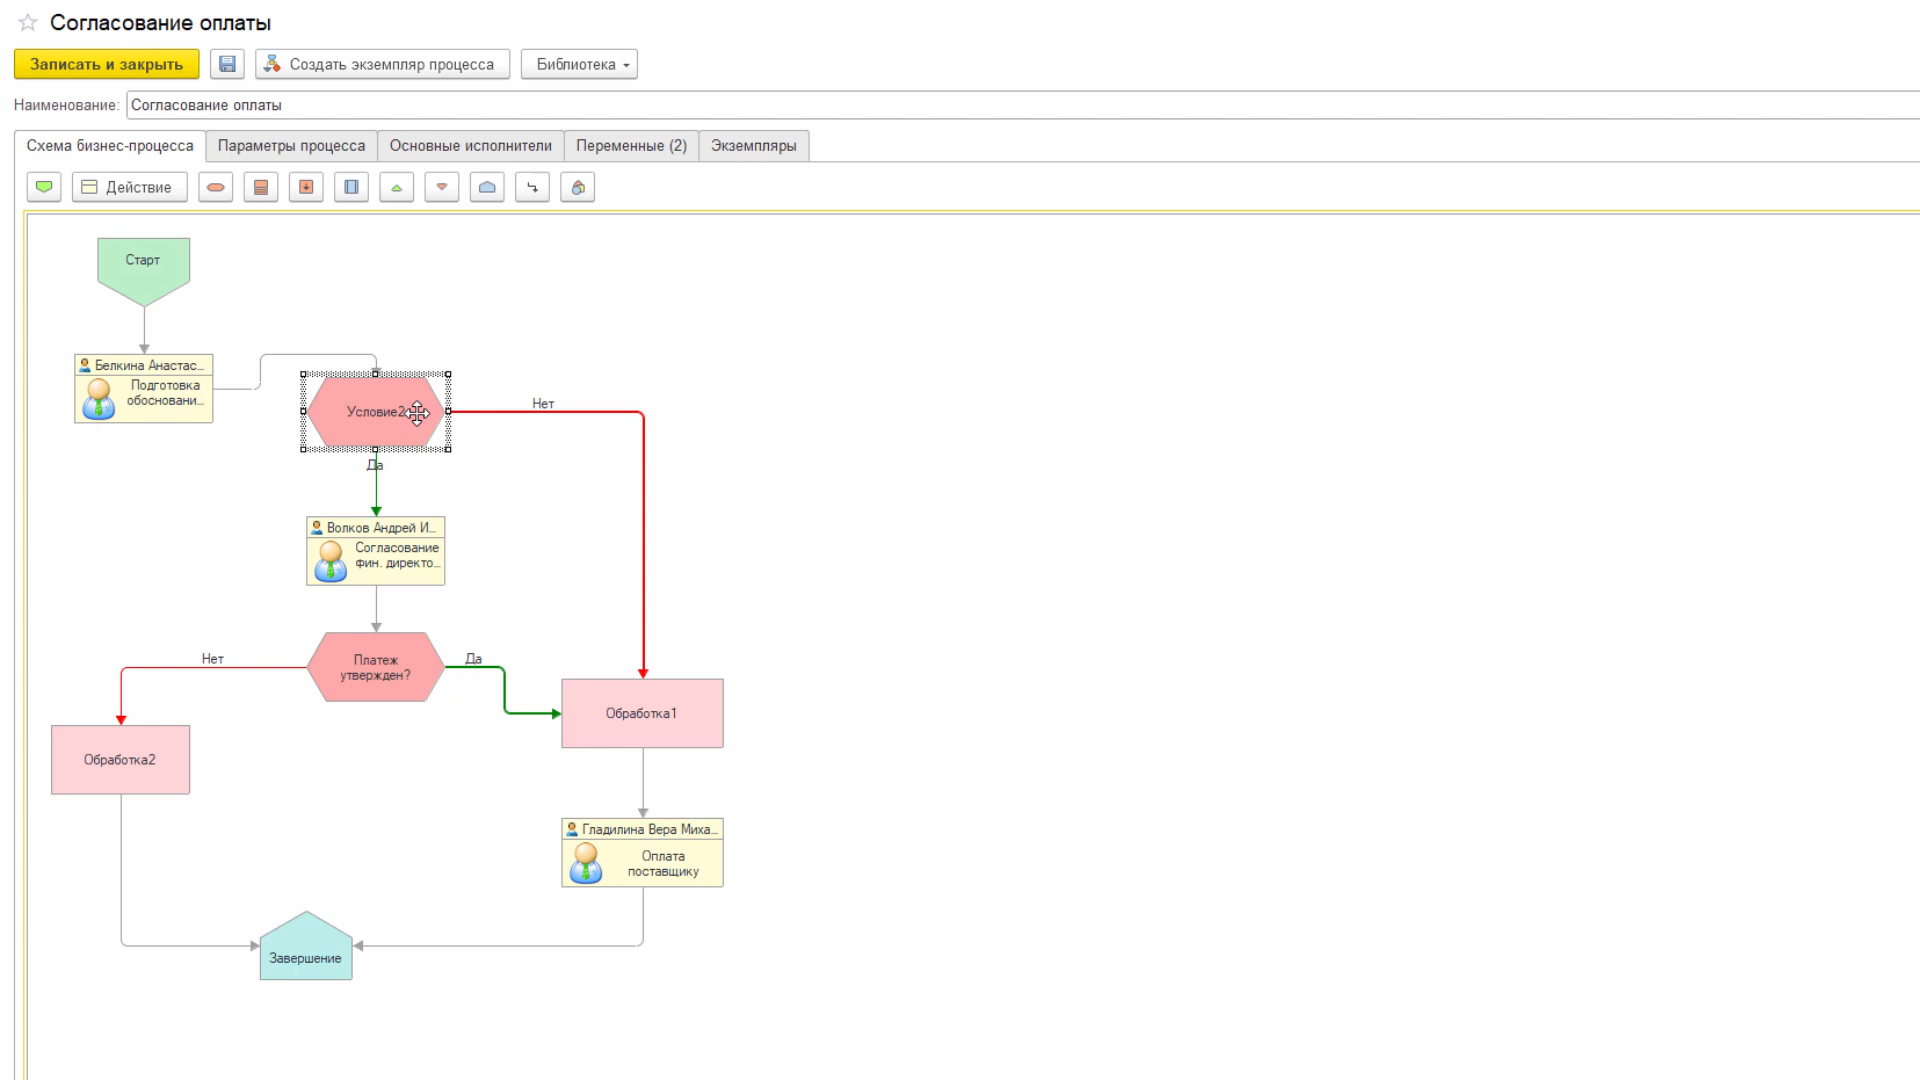 Согласование оплаты
Записать и закрыть
Создать экземпляр процесса
Библиотека
Наименование:
Согласование оплаты
Схема бизнес-процесса
Параметры процесса
Основные исполнители
Переменные (2)
Экземпляры
Действие
Старт
Белкина Анастас...
Подготовка
обосновани...
Условие2
Нет
Да
Волков Андрей И...
Согласование
фин. директо...
Нет
Платеж
утвержден?
Да
Обработка1
Обработка2
Гладилина Вера Миха...
Оплата
поставщику
Завершение